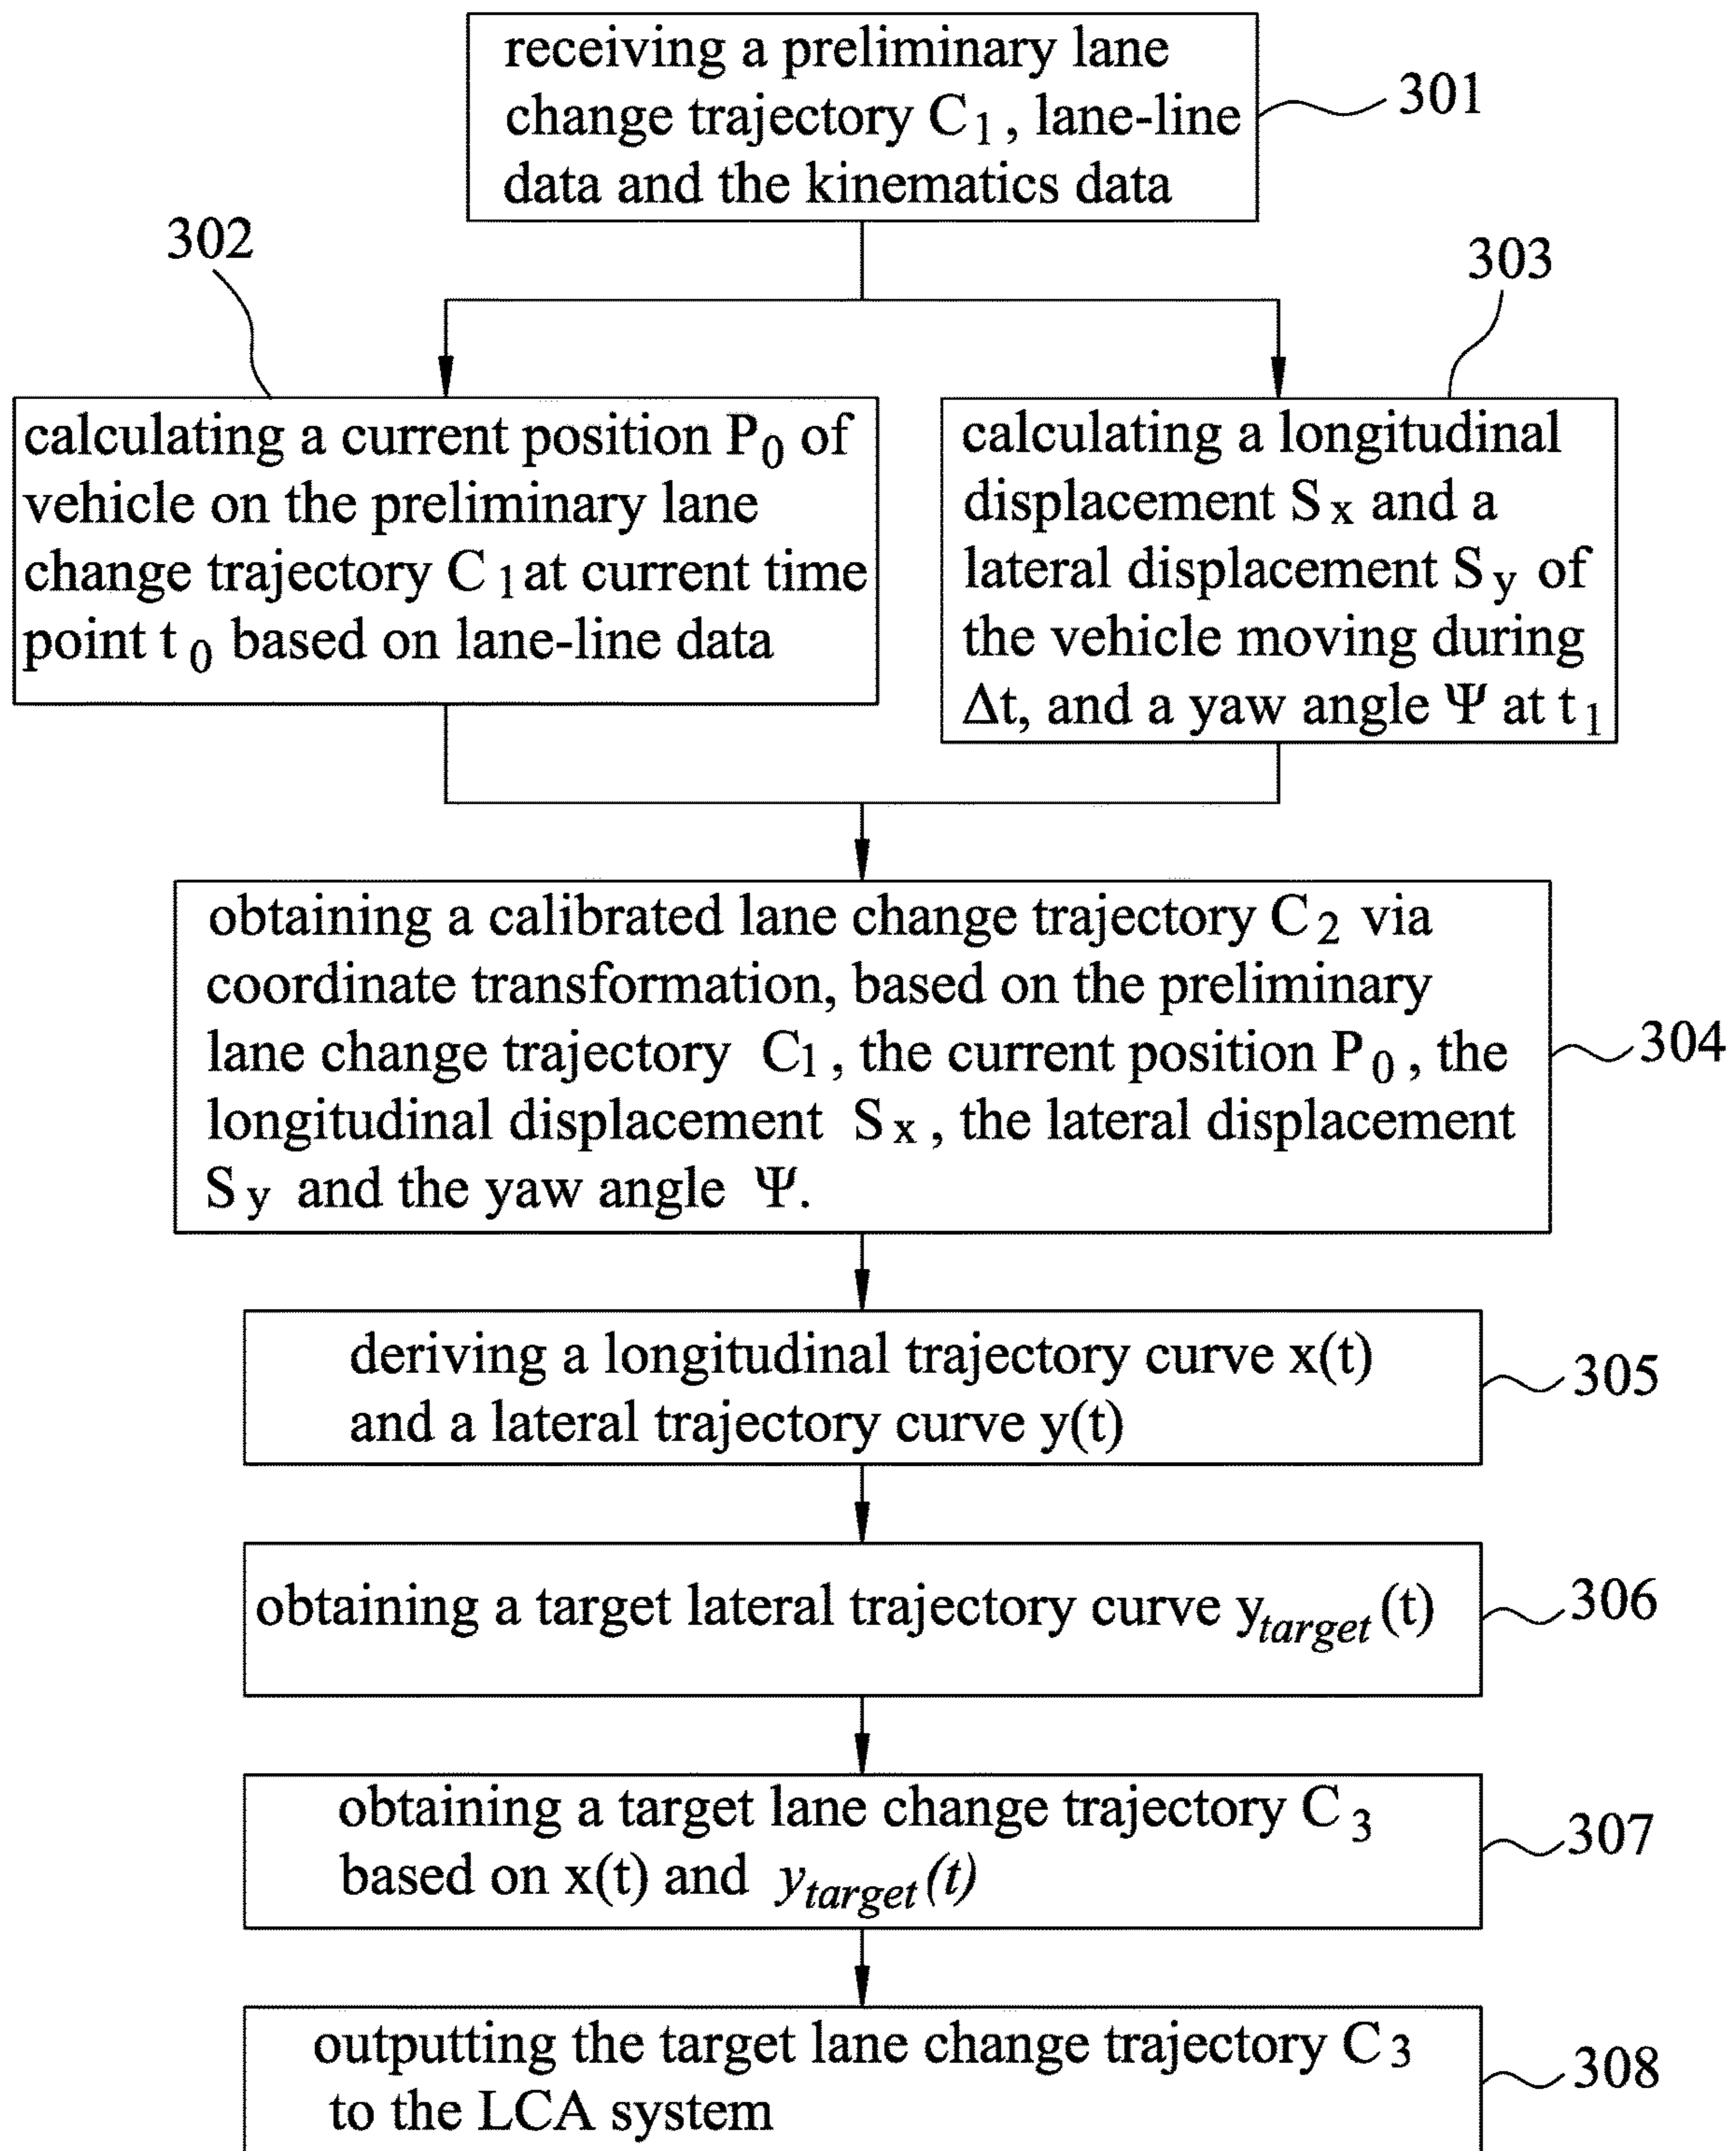 receiving a preliminary lane
change trajectory C₁, lane-line
data and the kinematics data
301
302
303
calculating a current position P₀ of
vehicle on the preliminary lane
change trajectory C₁ at current time
point t₀ based on lane-line data
calculating a longitudinal
displacement Sₓ and a
lateral displacement S_y of
the vehicle moving during
Δt, and a yaw angle Ψ at t₁
obtaining a calibrated lane change trajectory C₂ via
coordinate transformation, based on the preliminary
lane change trajectory C₁, the current position P₀, the
longitudinal displacement Sₓ, the lateral displacement
S_y and the yaw angle Ψ.
304
deriving a longitudinal trajectory curve x(t)
and a lateral trajectory curve y(t)
305
obtaining a target lateral trajectory curve y_target(t)
306
obtaining a target lane change trajectory C₃
based on x(t) and y_target(t)
307
outputting the target lane change trajectory C₃
to the LCA system
308